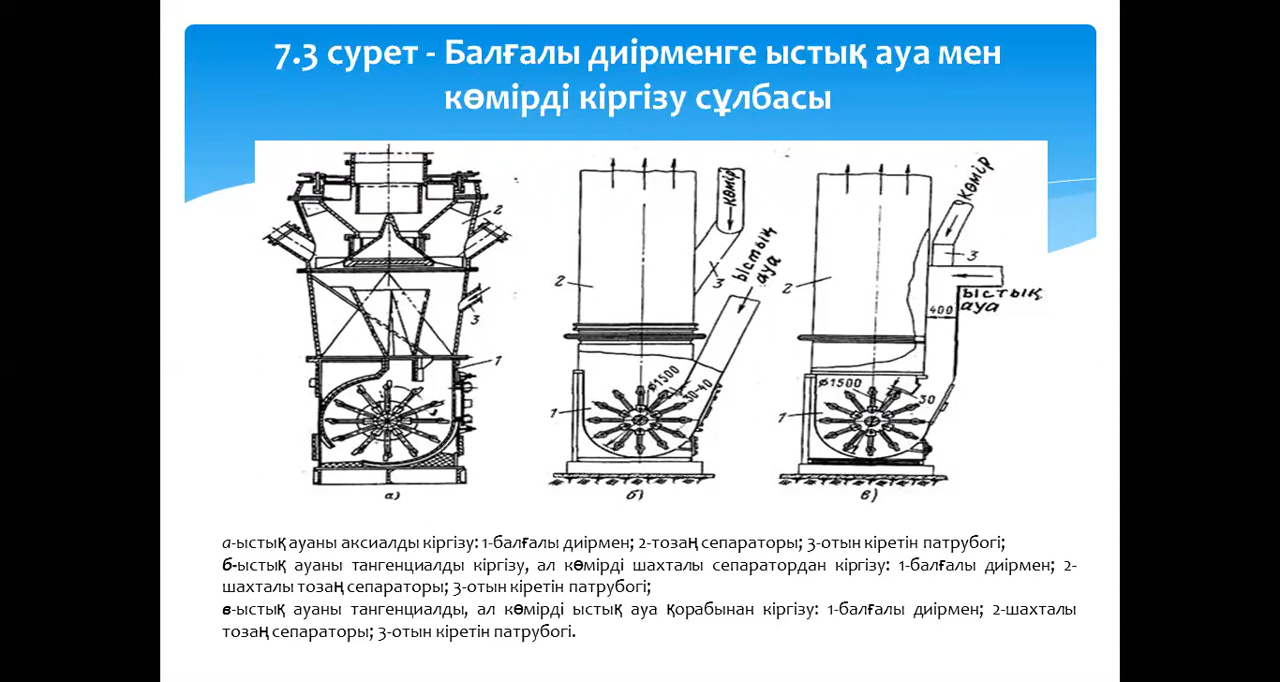 7.3 сурет - Балғалы диірменге ыстық ауа мен
көмірді кіргізу сұлбасы
2
3
1
а)
көмір
ыстық
ауа
3
2
ø1500
30-40
1
б)
көмір
3
ыстық
ауа
400
2
ø1500
30
1
в)
а-ыстық ауаны аксиалды кіргізу: 1-балғалы диірмен; 2-тозаң сепараторы; 3-отын кіретін патрубогі;
б-ыстық ауаны тангенциалды кіргізу, ал көмірді шахталы сепаратордан кіргізу: 1-балғалы диірмен; 2-
шахталы тозаң сепараторы; 3-отын кіретін патрубогі;
в-ыстық ауаны тангенциалды, ал көмірді ыстық ауа қорабынан кіргізу: 1-балғалы диірмен; 2-шахталы
тозаң сепараторы; 3-отын кіретін патрубогі.